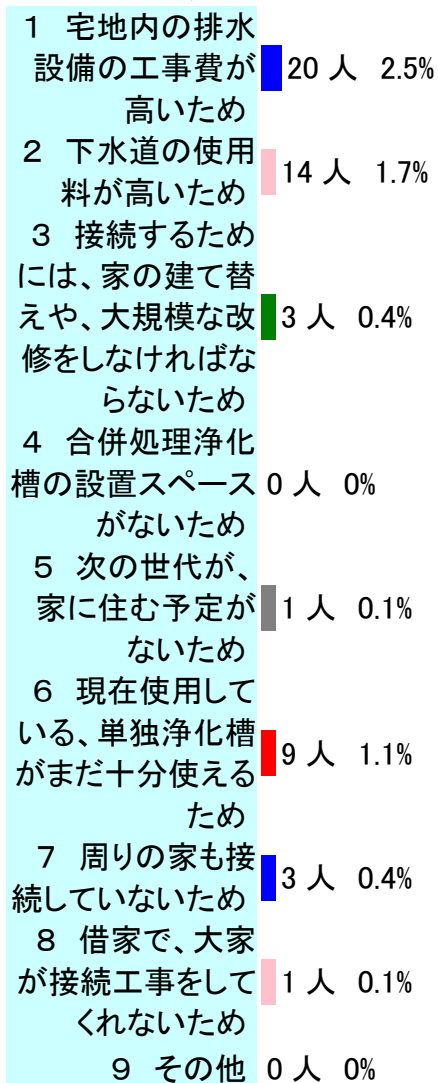 １ 宅地内の排水
設備の工事費が
高いため
20 人 2.5%
２ 下水道の使用
料が高いため
14 人 1.7%
３ 接続するため
には、家の建て替
えや、大規模な改
修をしなければな
らないため
3 人 0.4%
４ 合併処理浄化
槽の設置スペース
がないため
0 人 0%
５ 次の世代が、
家に住む予定が
ないため
1 人 0.1%
６ 現在使用して
いる、単独浄化槽
がまだ十分使える
ため
9 人 1.1%
７ 周りの家も接
続していないため
3 人 0.4%
８ 借家で、大家
が接続工事をして
くれないため
1 人 0.1%
９ その他 0 人 0%